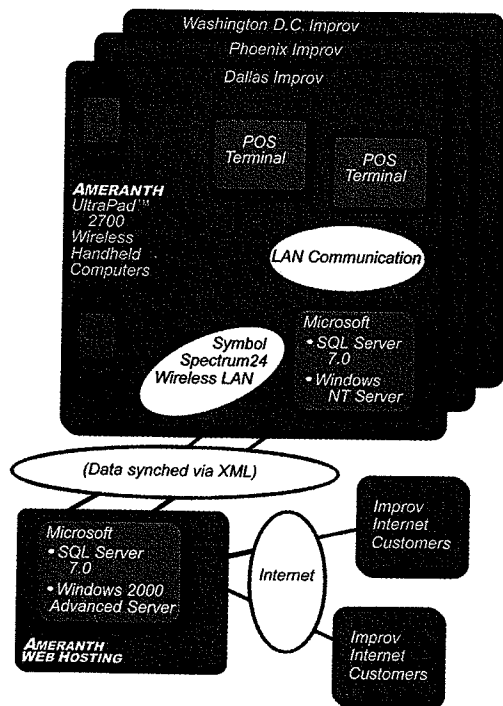 Washington D.C. Improv
Phoenix Improv
Dallas Improv
POS
Terminal
POS
Terminal
AMERANTH
UltraPad™
2700
Wireless
Handheld
Computers
LAN Communication
Symbol
Spectrum24
Wireless LAN
Microsoft
• SQL Server
7.0
• Windows
NT Server
(Data synched via XML)
Microsoft
• SQL Server
7.0
• Windows 2000
Advanced Server
AMERANTH
WEB HOSTING
Internet
Improv
Internet
Customers
Improv
Internet
Customers